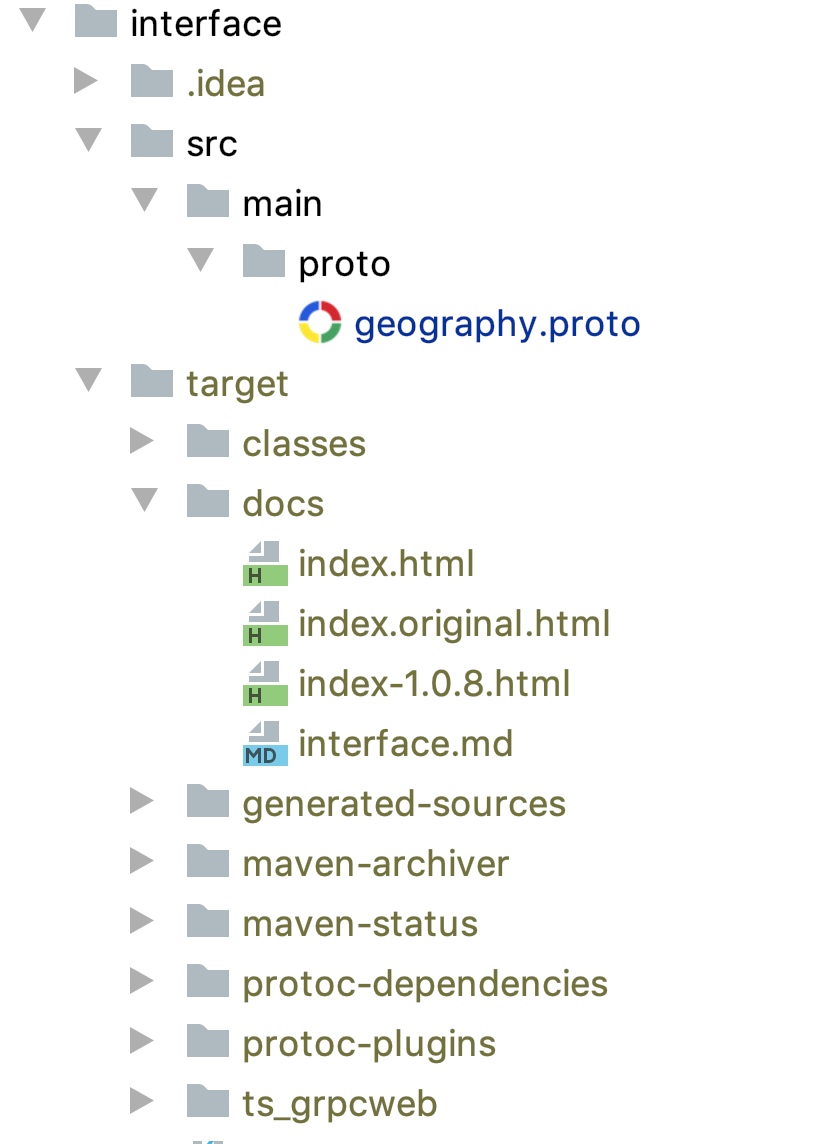 interface
.idea
src
main
proto
geography.proto
target
classes
docs
H index.html
H index.original.html
H index-1.0.8.html
MD interface.md
generated-sources
maven-archiver
maven-status
protoc-dependencies
protoc-plugins
ts_grpcweb